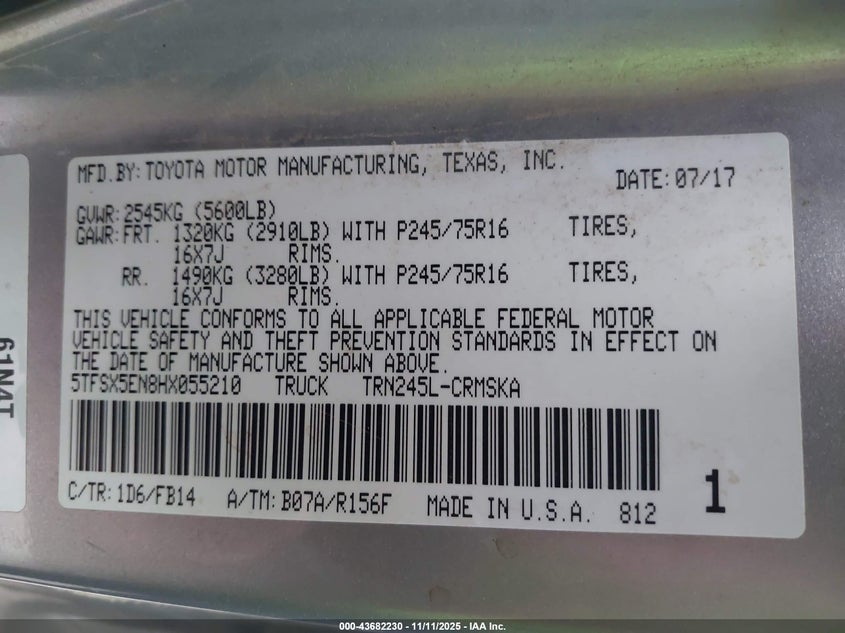 MFD.BY:TOYOTA MOTOR MANUFACTURING, TEXAS, INC.
DATE:07/17
GVWR:2545KG (5600LB)
GAWR:FRT. 1320KG (2910LB) WITH P245/75R16 TIRES,
16X7J RIMS.
RR. 1490KG (3280LB) WITH P245/75R16 TIRES,
16X7J RIMS.
THIS VEHICLE CONFORMS TO ALL APPLICABLE FEDERAL MOTOR
VEHICLE SAFETY AND THEFT PREVENTION STANDARDS IN EFFECT ON
THE DATE OF MANUFACTURE SHOWN ABOVE.
5TFSX5EN8HX055210 TRUCK TRN245L-CRMSKA
C/TR:1D6/FB14 A/TM:B07A/R156F MADE IN U.S.A. 812 1
61N4T
000-43682230 - 11/11/2025 - IAA Inc.